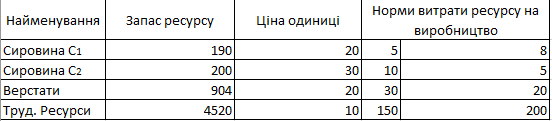 Найменування Запас ресурсу Ціна одиниці Норми витрати ресурсу на виробництво
Сировина С1 190 20 5 8
Сировина С2 200 30 10 5
Верстати 904 20 30 20
Труд. Ресурси 4520 10 150 200